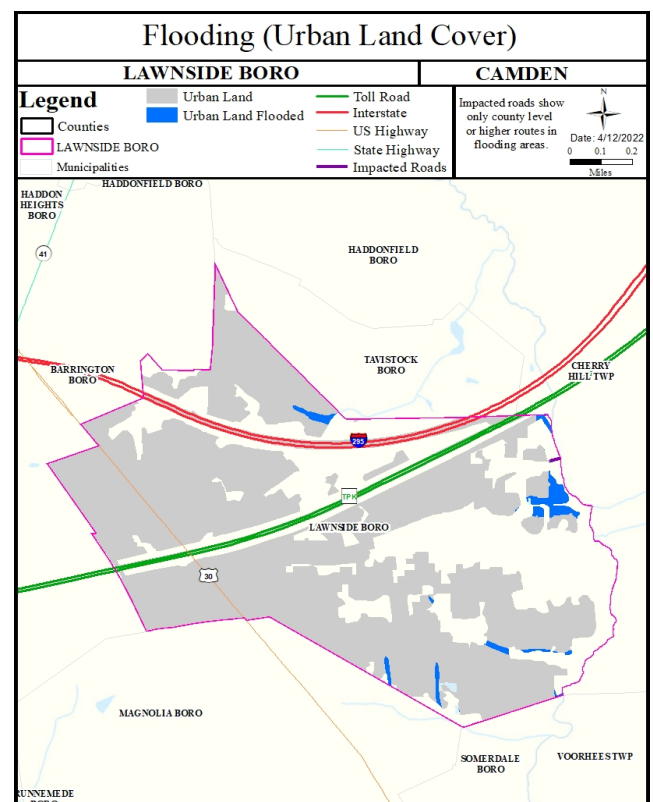 Flooding (Urban Land Cover)
LAWNSIDE BORO
CAMDEN
Legend
Counties
LAWNSIDE BORO
Municipalities
Urban Land
Urban Land Flooded
Toll Road
Interstate
US Highway
State Highway
Impacted Roads
Impacted roads show
only county level
or higher routes in
flooding areas.
N
Date: 4/12/2022
0 0.1 0.2
Miles
HADDONFIELD BORO
HADDON
HEIGHTS
BORO
41
HADDONFIELD
BORO
BARRINGTON
BORO
TAVISTOCK
BORO
CHERRY
HILL TWP
295
TPK
LAWNSIDE BORO
30
MAGNOLIA BORO
SOMERDALE
BORO
VOORHEES TWP
RUNNEMEDE
BORO